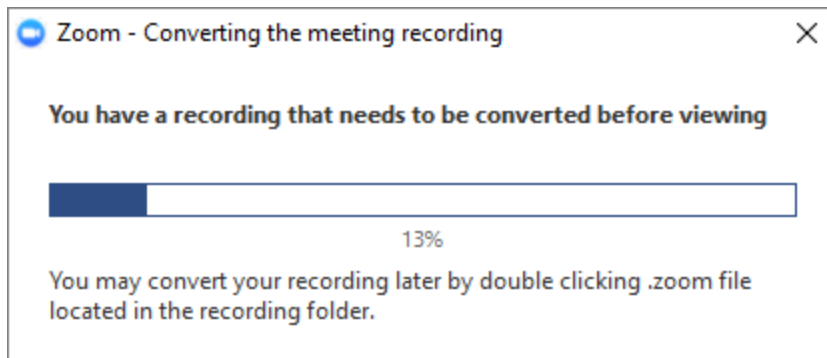 Zoom - Converting the meeting recording
You have a recording that needs to be converted before viewing
13%
You may convert your recording later by double clicking .zoom file
located in the recording folder.